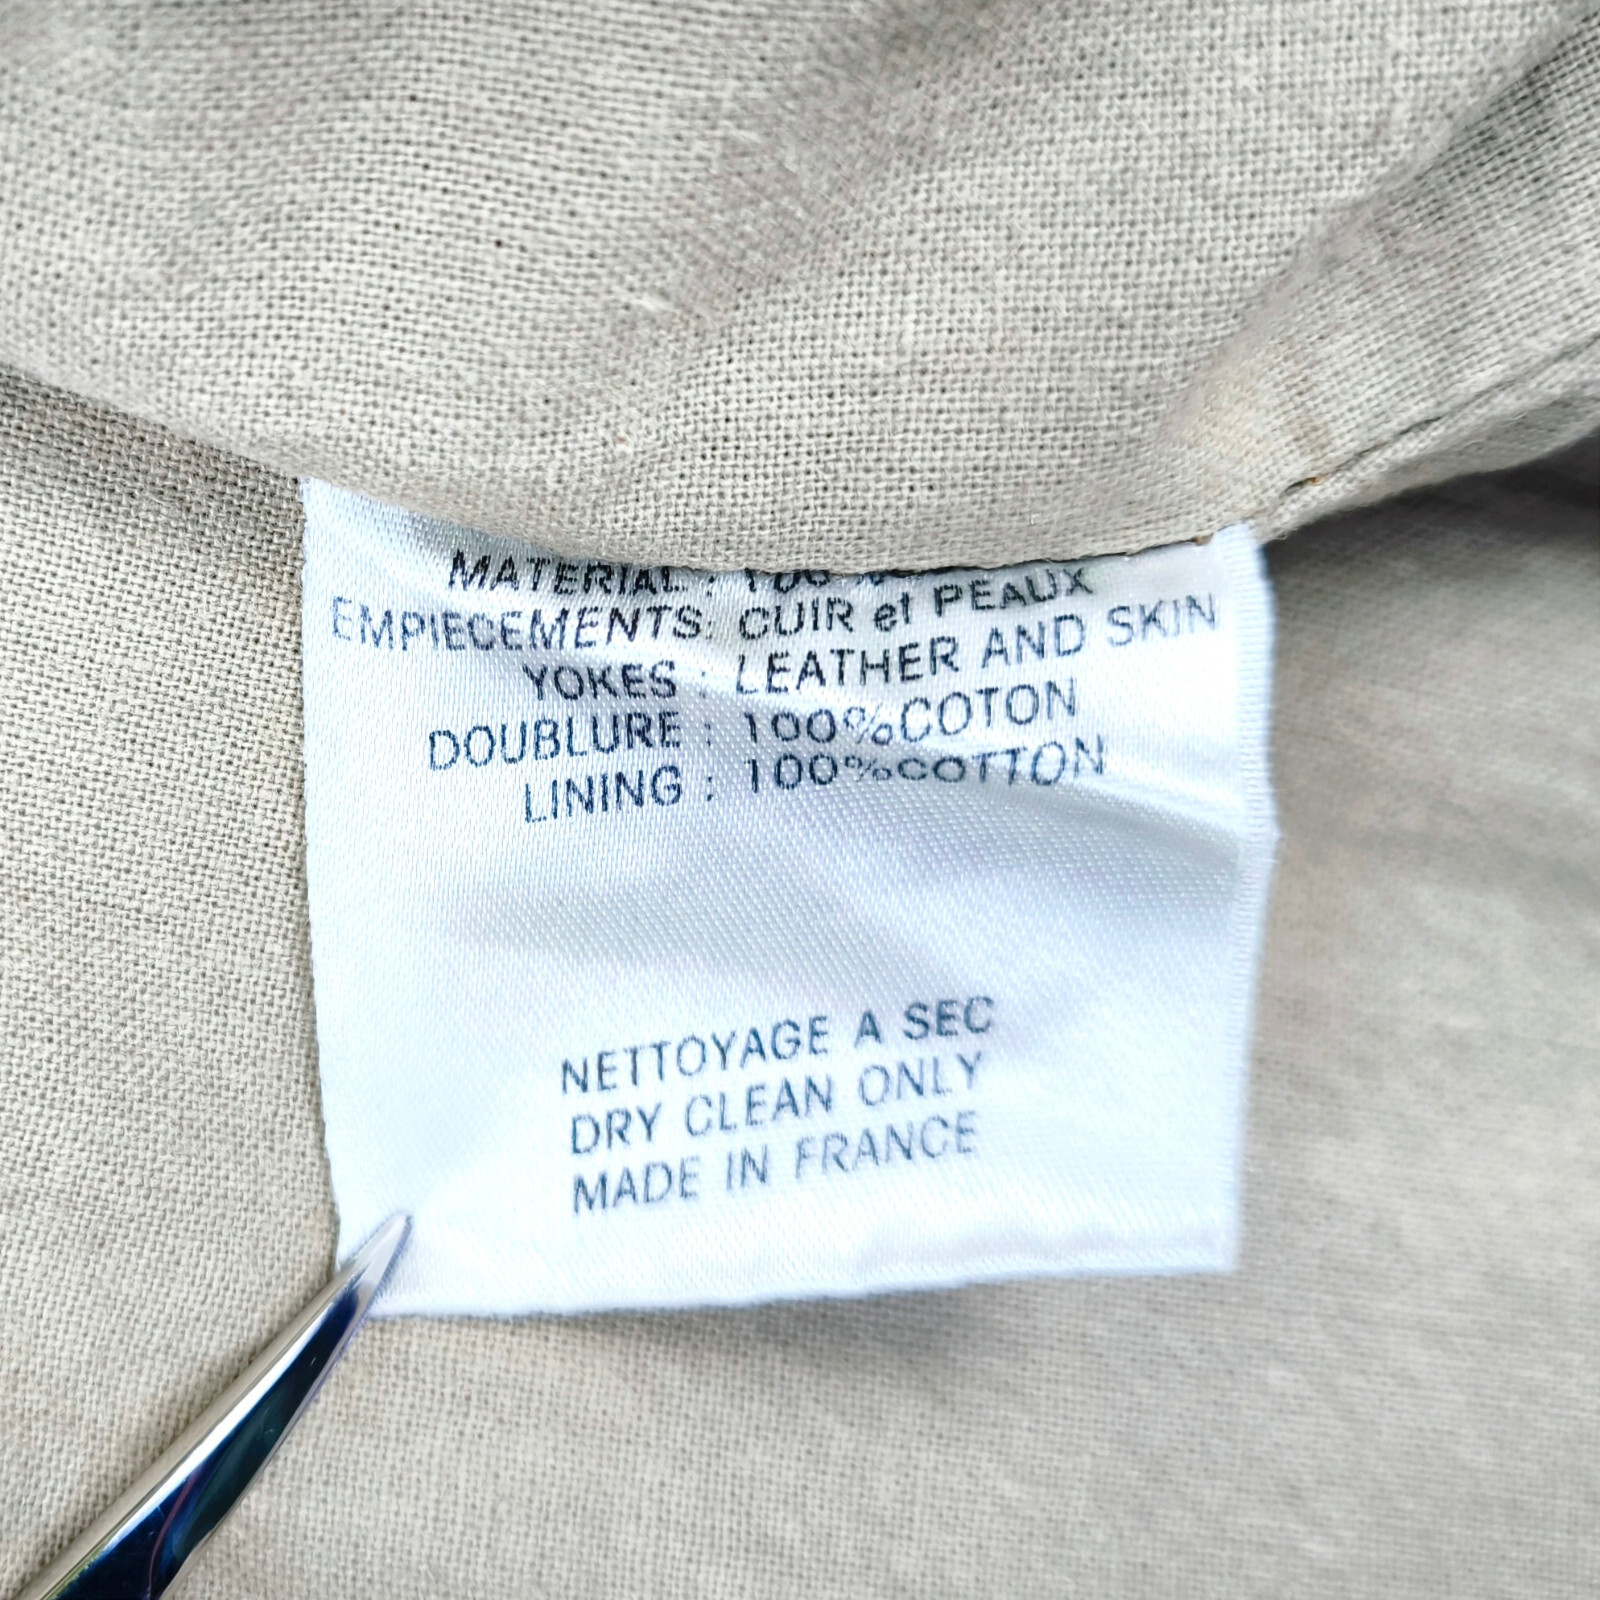 MATERIAL :
EMPIECEMENTS: CUIR et PEAUX
YOKES : LEATHER AND SKIN
DOUBLURE : 100%COTON
LINING : 100%COTTON
NETTOYAGE A SEC
DRY CLEAN ONLY
MADE IN FRANCE